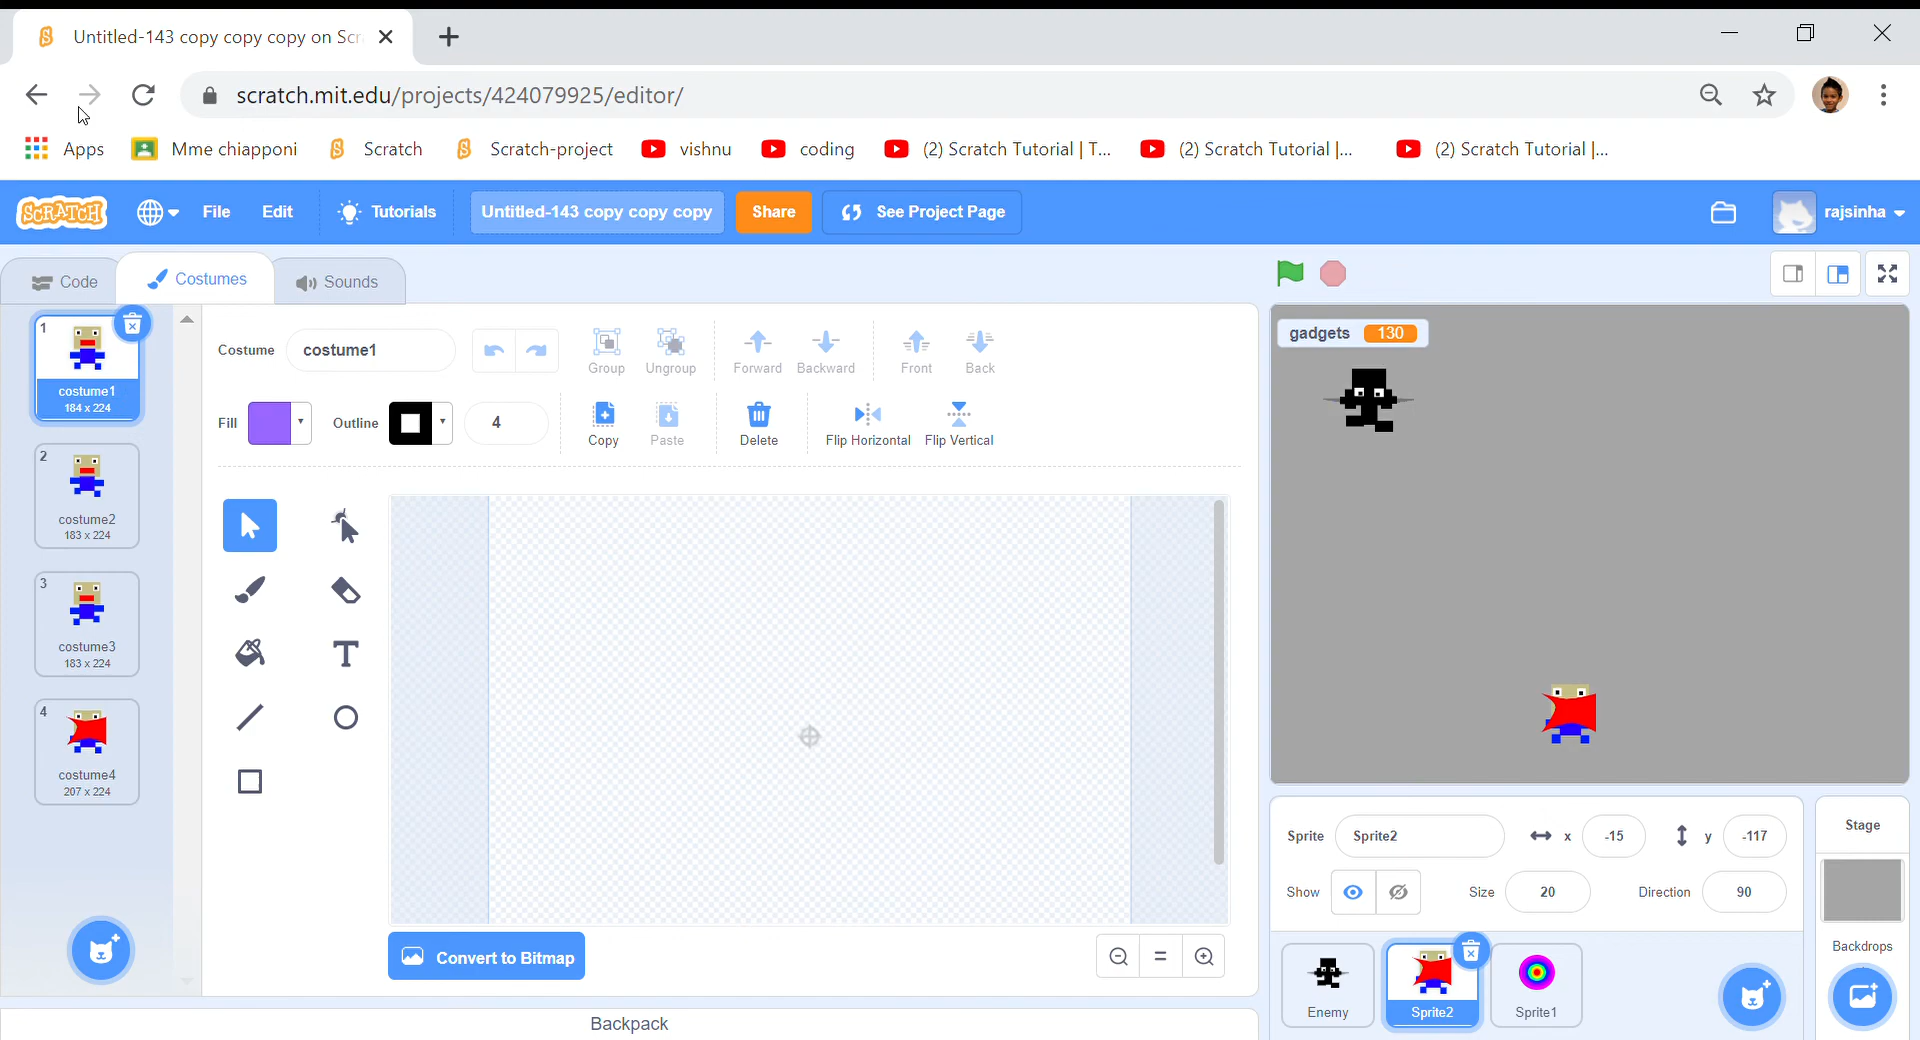 Untitled-143 copy copy copy on Scr
scratch.mit.edu/projects/424079925/editor/
Apps
Mme chiapponi
Scratch
Scratch-project
vishnu
coding
(2) Scratch Tutorial | T...
(2) Scratch Tutorial |...
(2) Scratch Tutorial |...
SCRATCH
File
Edit
Tutorials
Untitled-143 copy copy copy
Share
See Project Page
rajsinha
Code
Costumes
Sounds
1
costume1
184 x 224
2
costume2
183 x 224
3
costume3
183 x 224
4
costume4
207 x 224
Costume
costume1
Group
Ungroup
Forward
Backward
Front
Back
Fill
Outline
4
Copy
Paste
Delete
Flip Horizontal
Flip Vertical
T
Convert to Bitmap
Backpack
gadgets 130
Sprite
Sprite2
x
-15
y
-117
Show
Size
20
Direction
90
Enemy
Sprite2
Sprite1
Stage
Backdrops